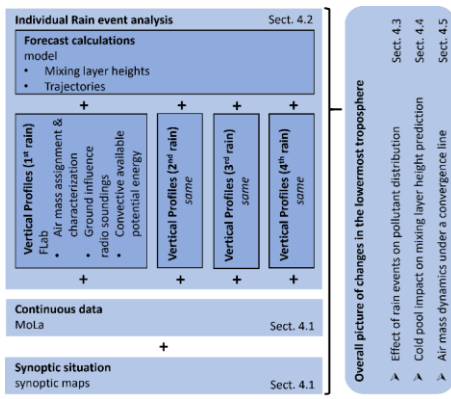 Individual Rain event analysis Sect. 4.2
Forecast calculations
model
• Mixing layer heights
• Trajectories
+ + + +
Vertical Profiles (1st rain)
FLab
• Air mass assignment &
characterization
• Ground influence
radio soundings
• Convective available
potential energy
Vertical Profiles (2nd rain)
same
Vertical Profiles (3rd rain)
same
Vertical Profiles (4th rain)
same
+ + + +
Continuous data
MoLa Sect. 4.1
+
Synoptic situation
synoptic maps Sect. 4.1
Overall picture of changes in the lowermost troposphere
➢ Effect of rain events on pollutant distribution Sect. 4.3
➢ Cold pool impact on mixing layer height prediction Sect. 4.4
➢ Air mass dynamics under a convergence line Sect. 4.5